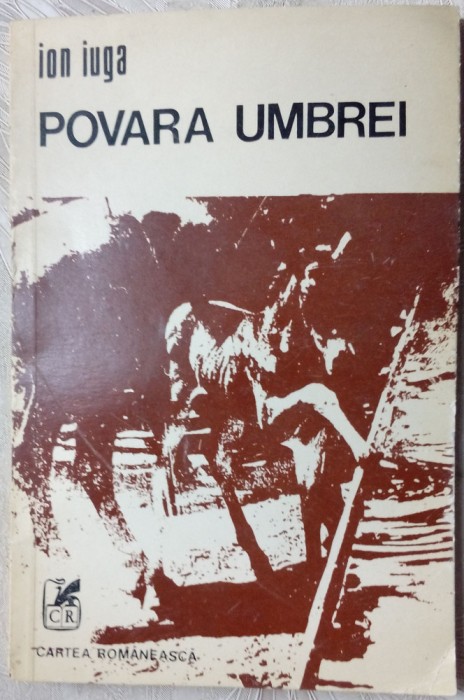 ion iuga
POVARA UMBREI
CR
CARTEA ROMÂNEASCĂ